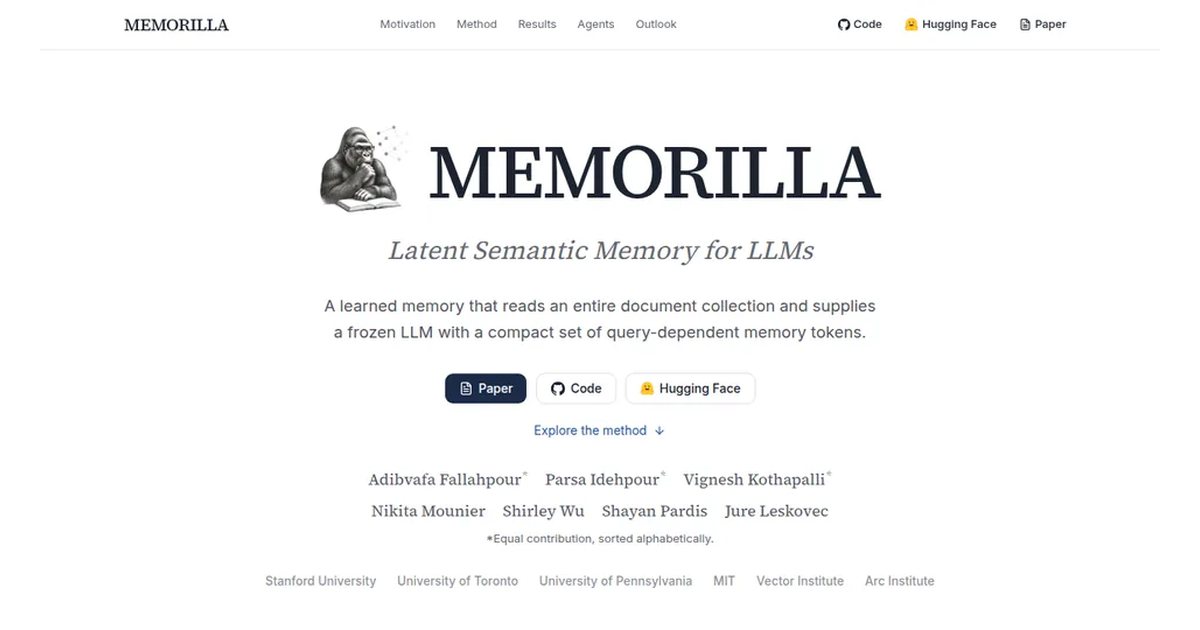 MEMORILLA Motivation Method Results Agents Outlook Code Hugging Face Paper
MEMORILLA
Latent Semantic Memory for LLMs
A learned memory that reads an entire document collection and supplies
a frozen LLM with a compact set of query-dependent memory tokens.
Paper Code Hugging Face
Explore the method ↓
Adibvafa Fallahpour* Parsa Idehpour* Vignesh Kothapalli*
Nikita Mounier Shirley Wu Shayan Pardis Jure Leskovec
*Equal contribution, sorted alphabetically.
Stanford University University of Toronto University of Pennsylvania MIT Vector Institute Arc Institute